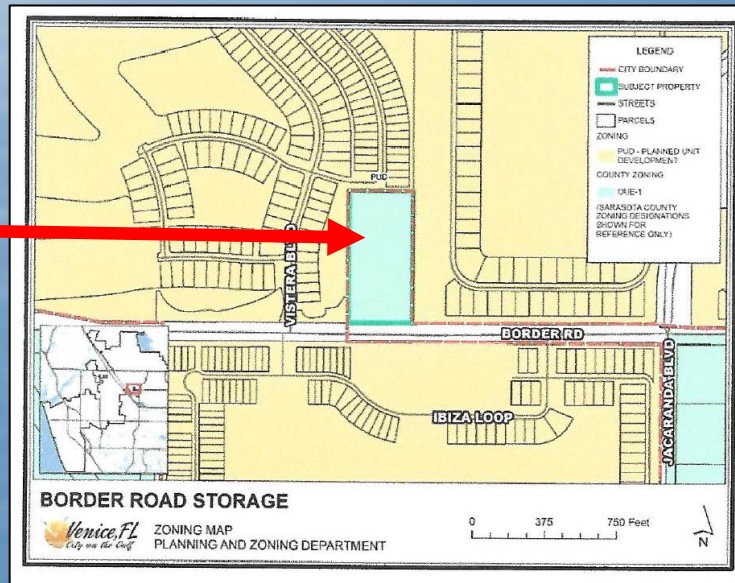 LEGEND
CITY BOUNDARY
SUBJECT PROPERTY
STREETS
PARCELS
ZONING
PUD - PLANNED UNIT
DEVELOPMENT
COUNTY ZONING
OUE-1
(SARASOTA COUNTY
ZONING DESIGNATIONS
SHOWN FOR
REFERENCE ONLY)
PUD
VISTERA BLVD
BORDER RD
JACARANDA BLVD
IBIZA LOOP
BORDER ROAD STORAGE
Venice, FL
City on the Gulf
ZONING MAP
PLANNING AND ZONING DEPARTMENT
0 375 750 Feet
N